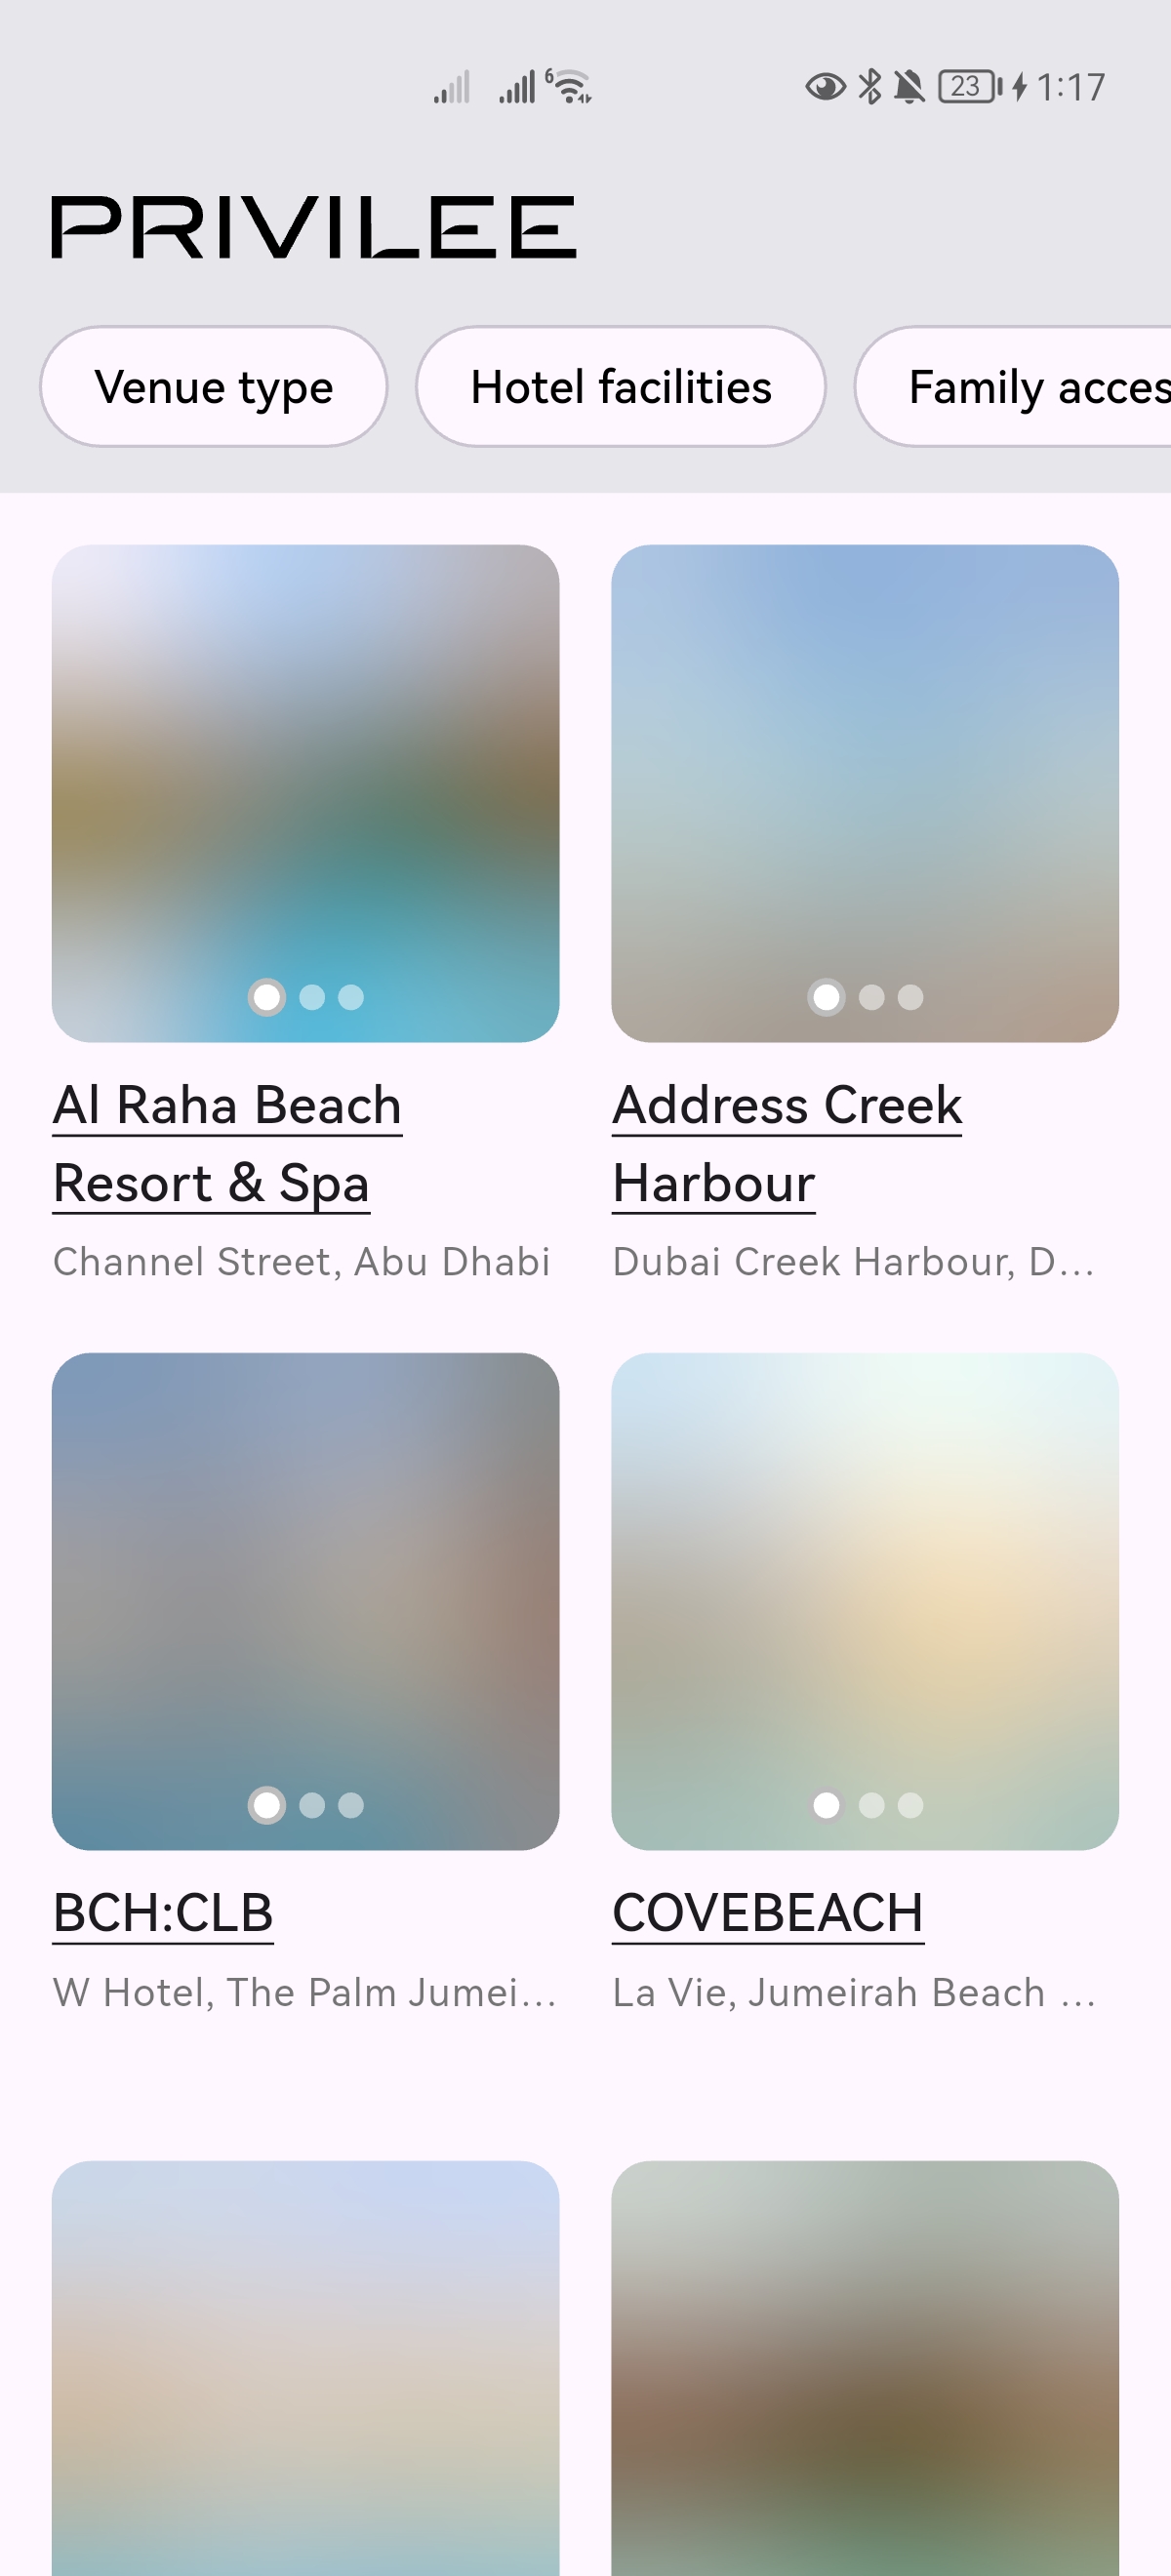 6 23 1:17
PRIVILEE
Venue type Hotel facilities Family acces
Al Raha Beach
Resort & Spa
Channel Street, Abu Dhabi
Address Creek
Harbour
Dubai Creek Harbour, D...
BCH:CLB
W Hotel, The Palm Jumei...
COVEBEACH
La Vie, Jumeirah Beach ...